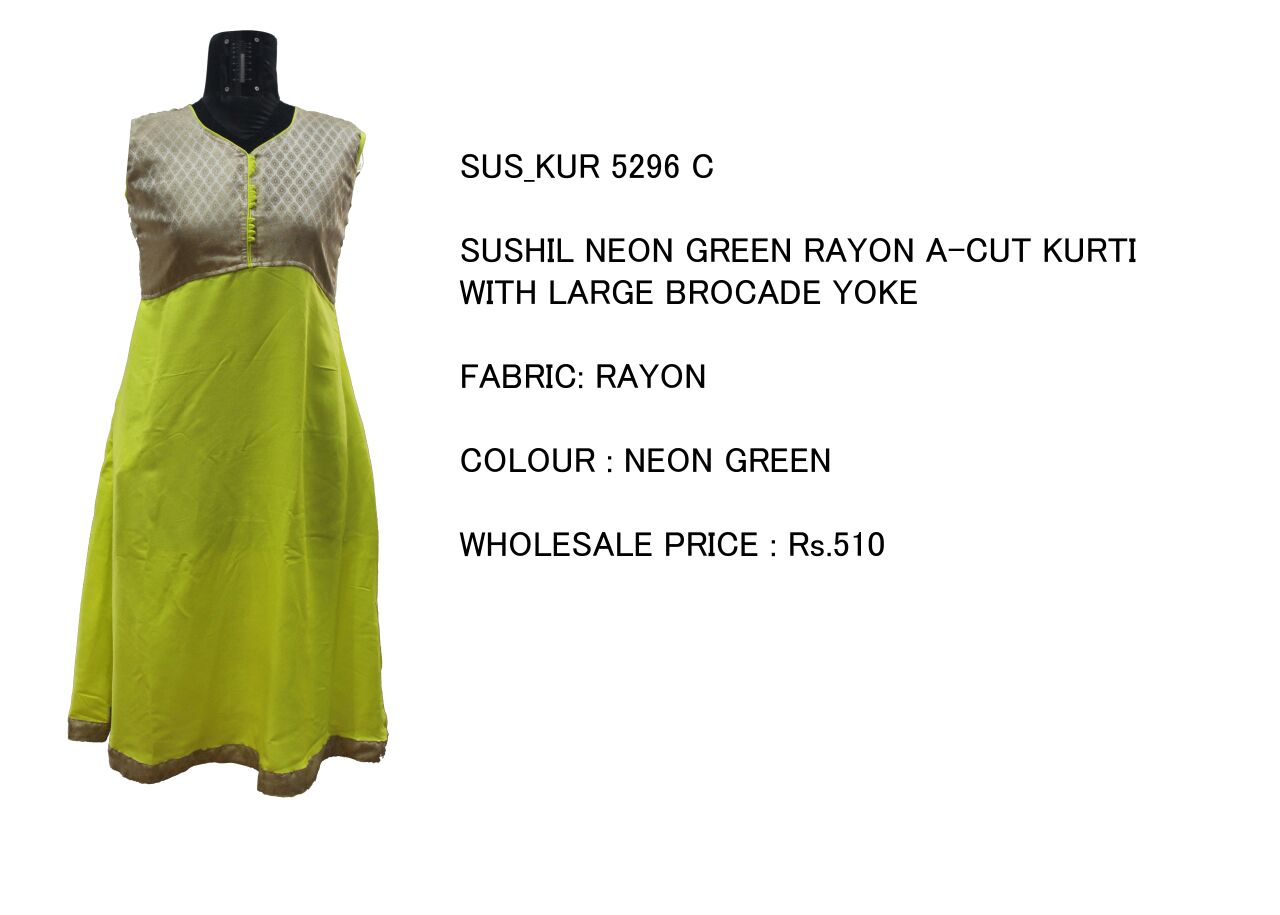 SUS_KUR 5296 C
SUSHIL NEON GREEN RAYON A-CUT KURTI
WITH LARGE BROCADE YOKE
FABRIC: RAYON
COLOUR : NEON GREEN
WHOLESALE PRICE : Rs.510